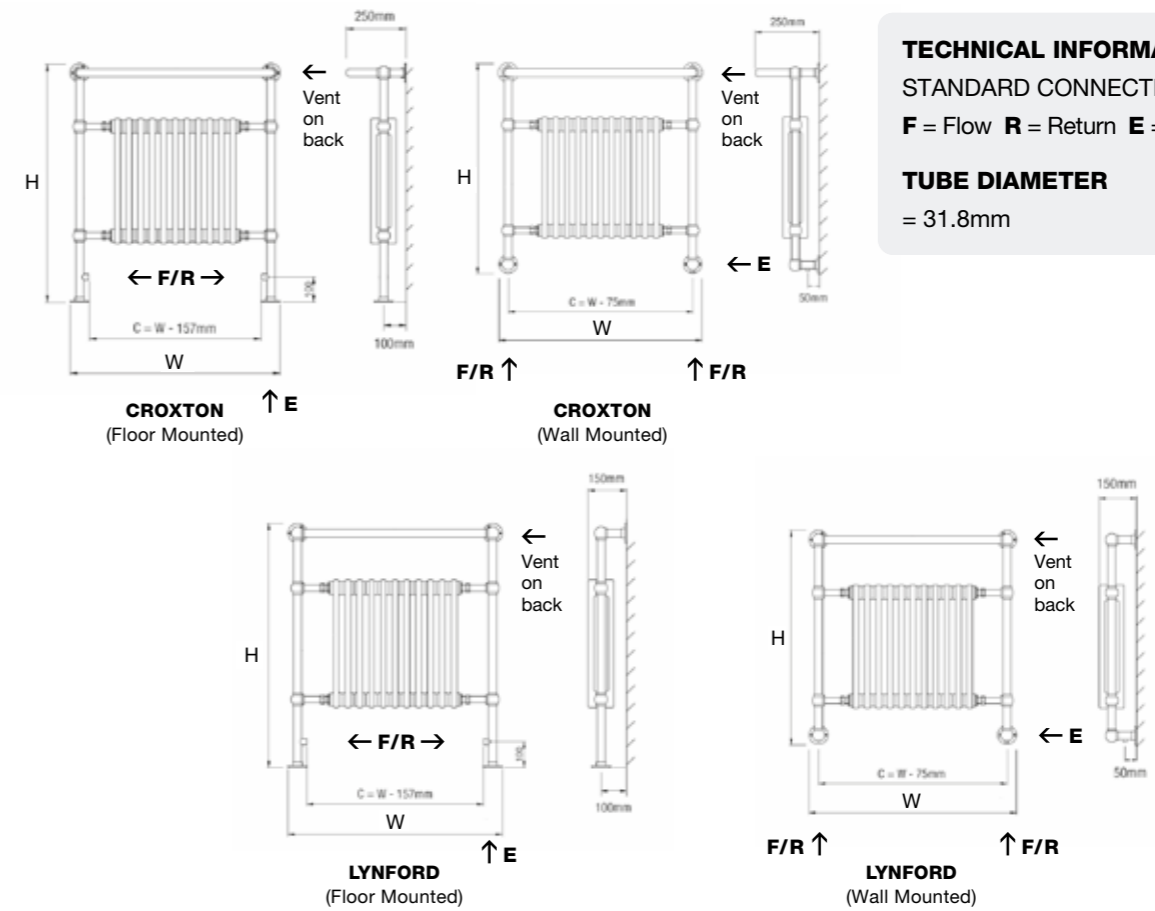 250mm
←
Vent
on
back
H
← F/R →
100
C = W - 157mm
W
100mm
↑ E
CROXTON
(Floor Mounted)
250mm
←
Vent
on
back
H
← E
C = W - 75mm
W
50mm
F/R ↑
↑ F/R
CROXTON
(Wall Mounted)
TECHNICAL INFORMA
STANDARD CONNECTI
F = Flow R = Return E =
TUBE DIAMETER
= 31.8mm
150mm
←
Vent
on
back
H
← F/R →
100
C = W - 157mm
W
100mm
↑ E
LYNFORD
(Floor Mounted)
150mm
←
Vent
on
back
H
← E
C = W - 75mm
W
50mm
F/R ↑
↑ F/R
LYNFORD
(Wall Mounted)